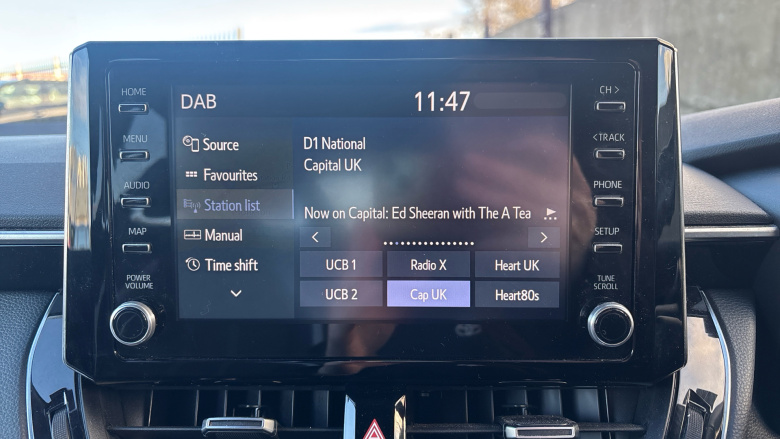 HOME
MENU
AUDIO
MAP
POWER
VOLUME
DAB
11:47
Source
Favourites
Station list
Manual
Time shift
D1 National
Capital UK
Now on Capital: Ed Sheeran with The A Tea
UCB 1 Radio X Heart UK
UCB 2 Cap UK Heart80s
CH >
< TRACK
PHONE
SETUP
TUNE
SCROLL